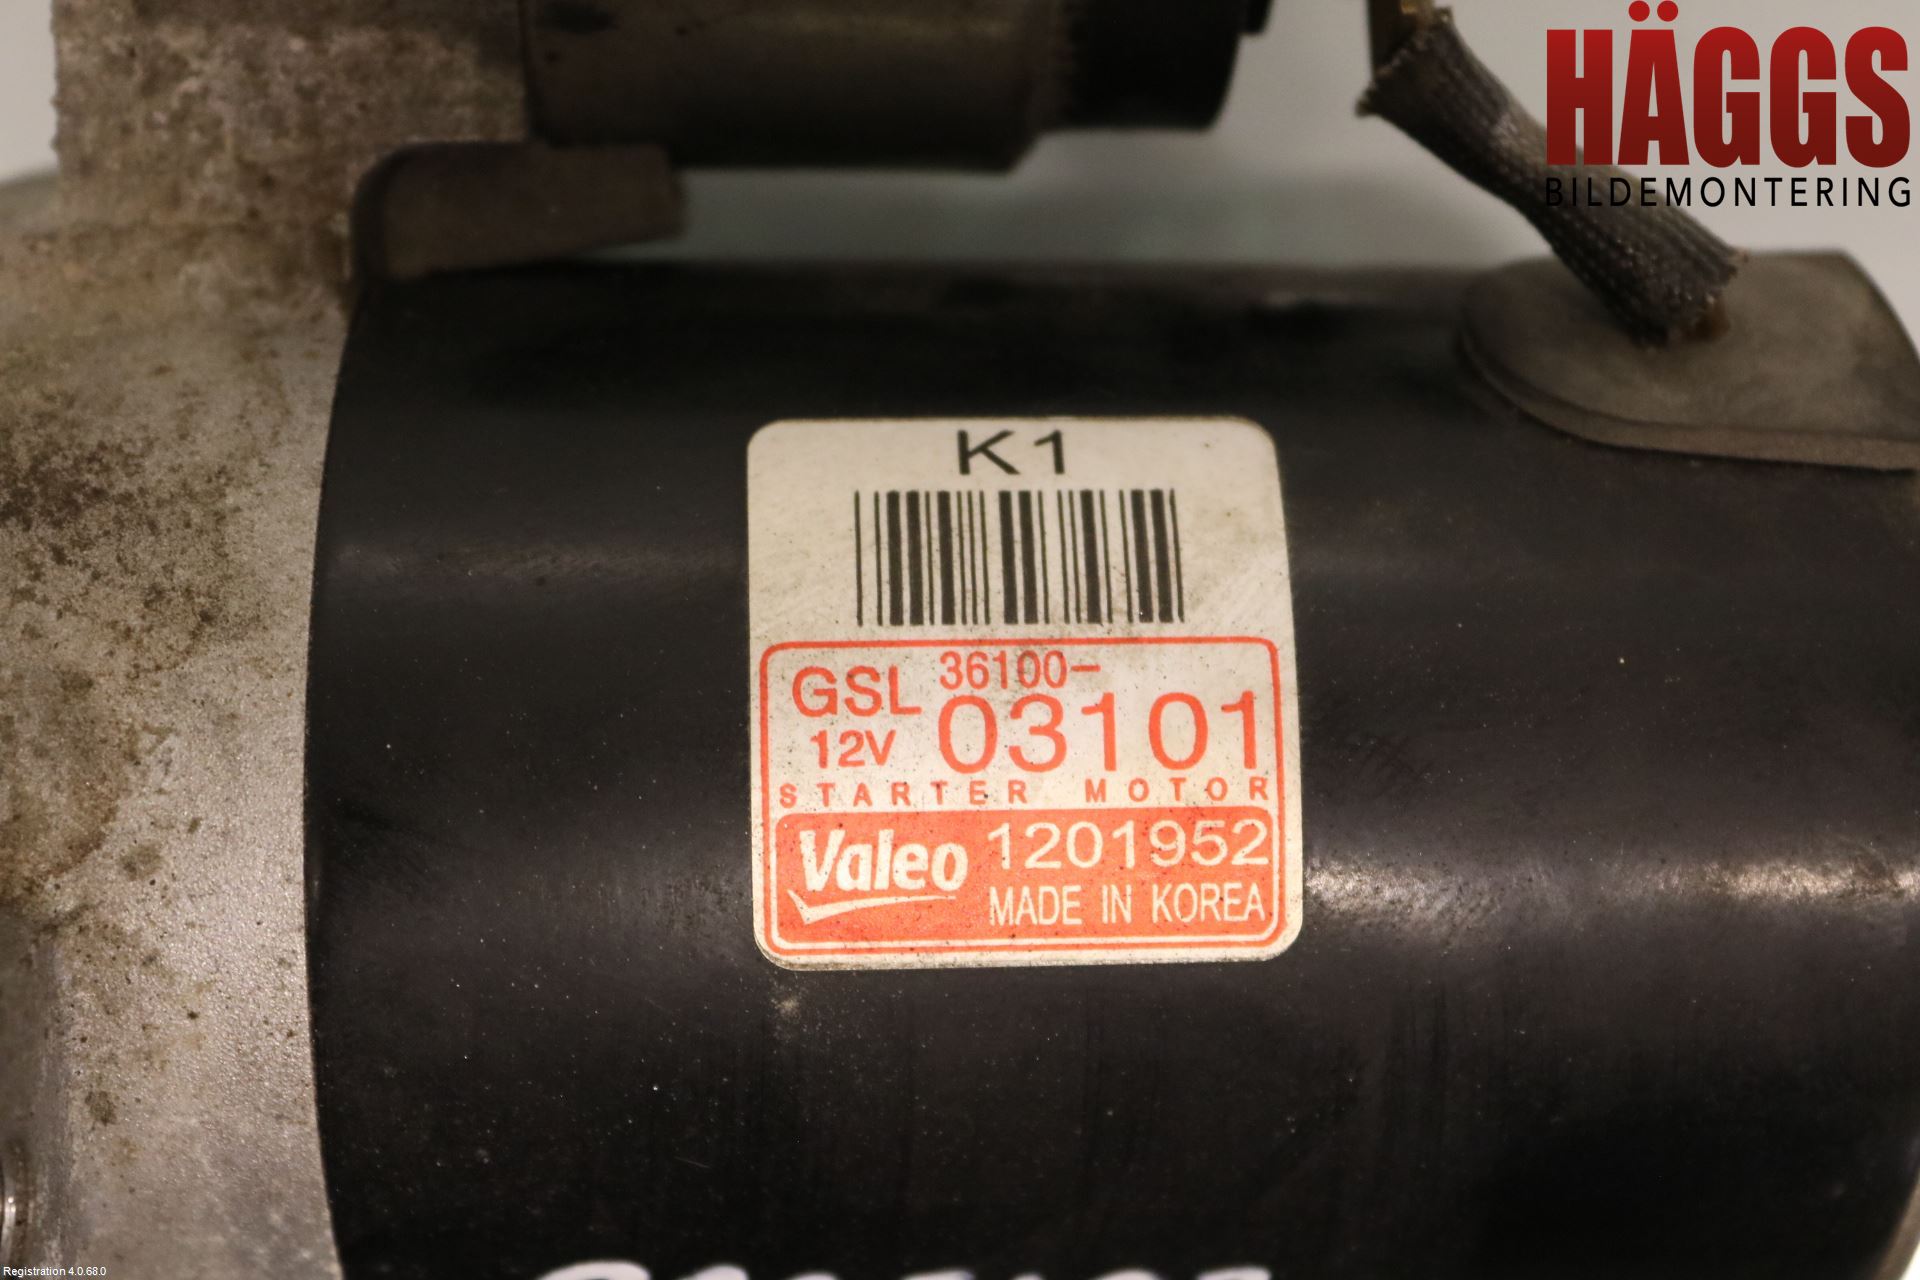 HÄGGS
BILDEMONTERING
K1
GSL 36100-
12V 03101
STARTER MOTOR
Valeo 1201952
MADE IN KOREA
Registration 4.0.68.0